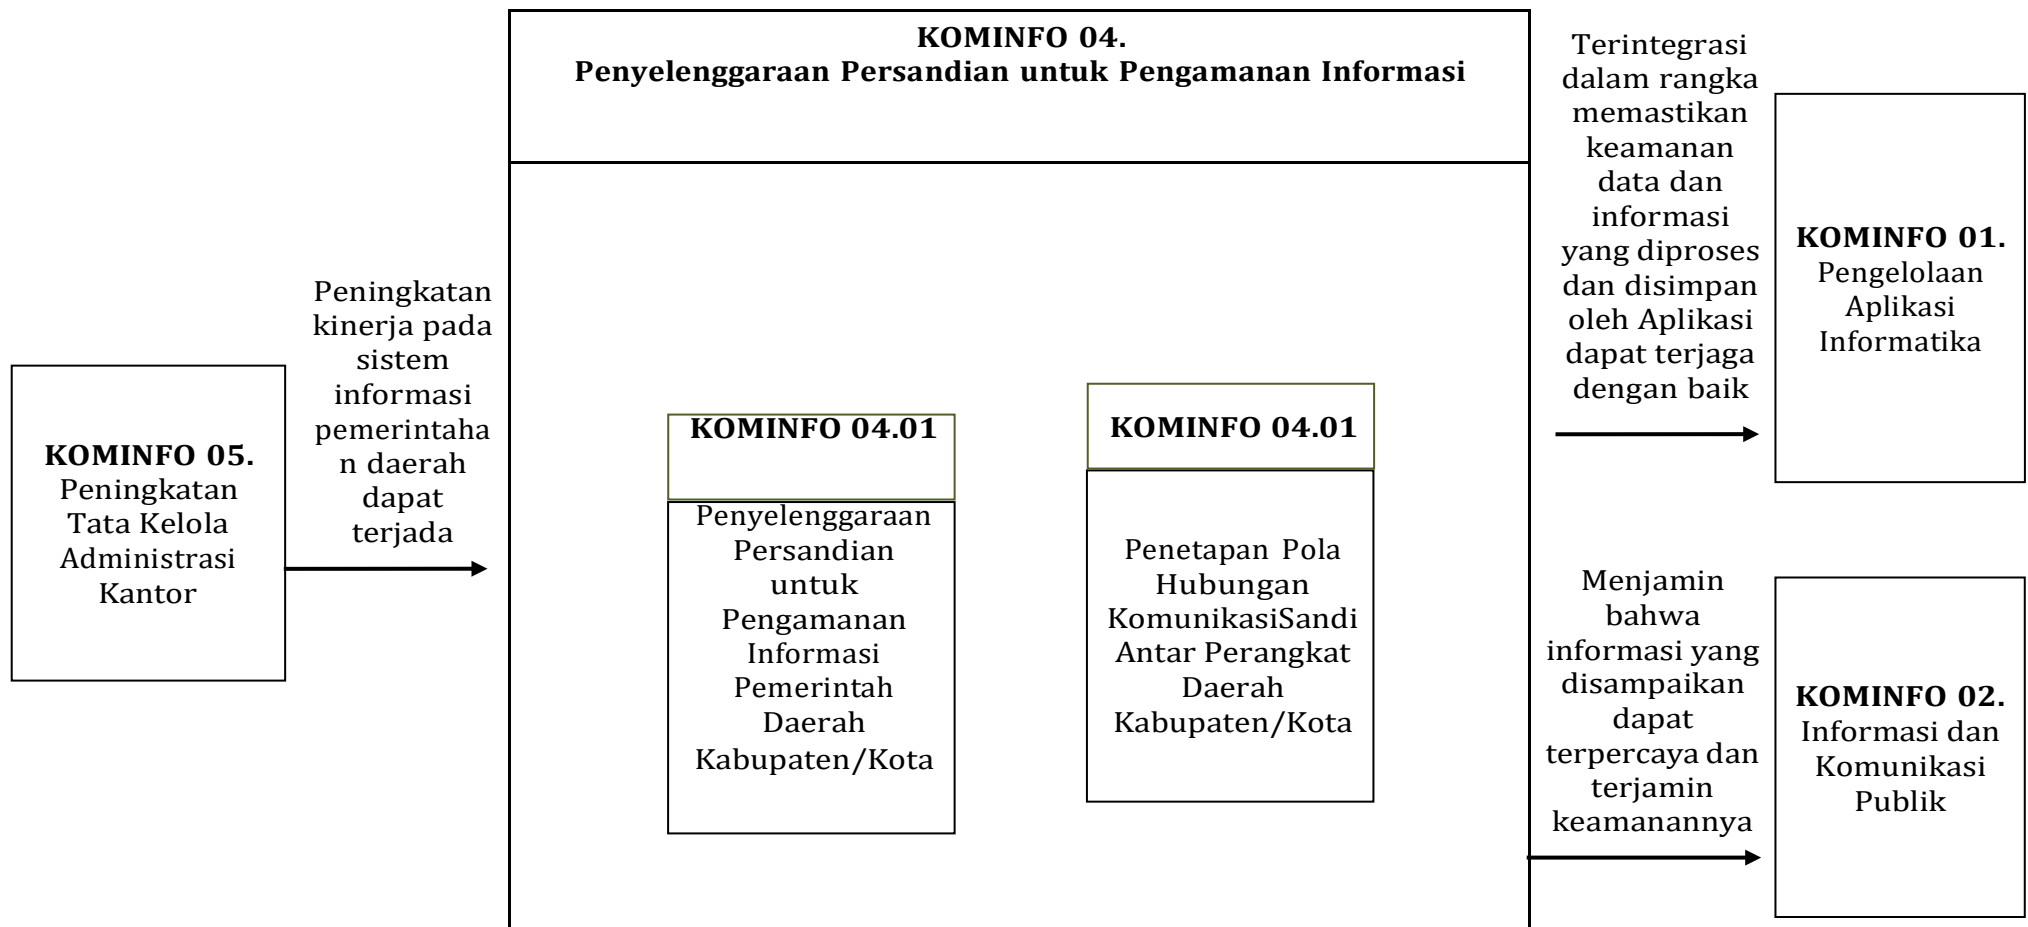 KOMINFO 04.
Penyelenggaraan Persandian untuk Pengamanan Informasi
KOMINFO 05.
Peningkatan
Tata Kelola
Administrasi
Kantor
Peningkatan
kinerja pada
sistem
informasi
pemerintaha
n daerah
dapat
terjada
KOMINFO 04.01
Penyelenggaraan
Persandian
untuk
Pengamanan
Informasi
Pemerintah
Daerah
Kabupaten/Kota
KOMINFO 04.01
Penetapan Pola
Hubungan
KomunikasiSandi
Antar Perangkat
Daerah
Kabupaten/Kota
Terintegrasi
dalam rangka
memastikan
keamanan
data dan
informasi
yang diproses
dan disimpan
oleh Aplikasi
dapat terjaga
dengan baik
KOMINFO 01.
Pengelolaan
Aplikasi
Informatika
Menjamin
bahwa
informasi yang
disampaikan
dapat
terpercaya dan
terjamin
keamanannya
KOMINFO 02.
Informasi dan
Komunikasi
Publik